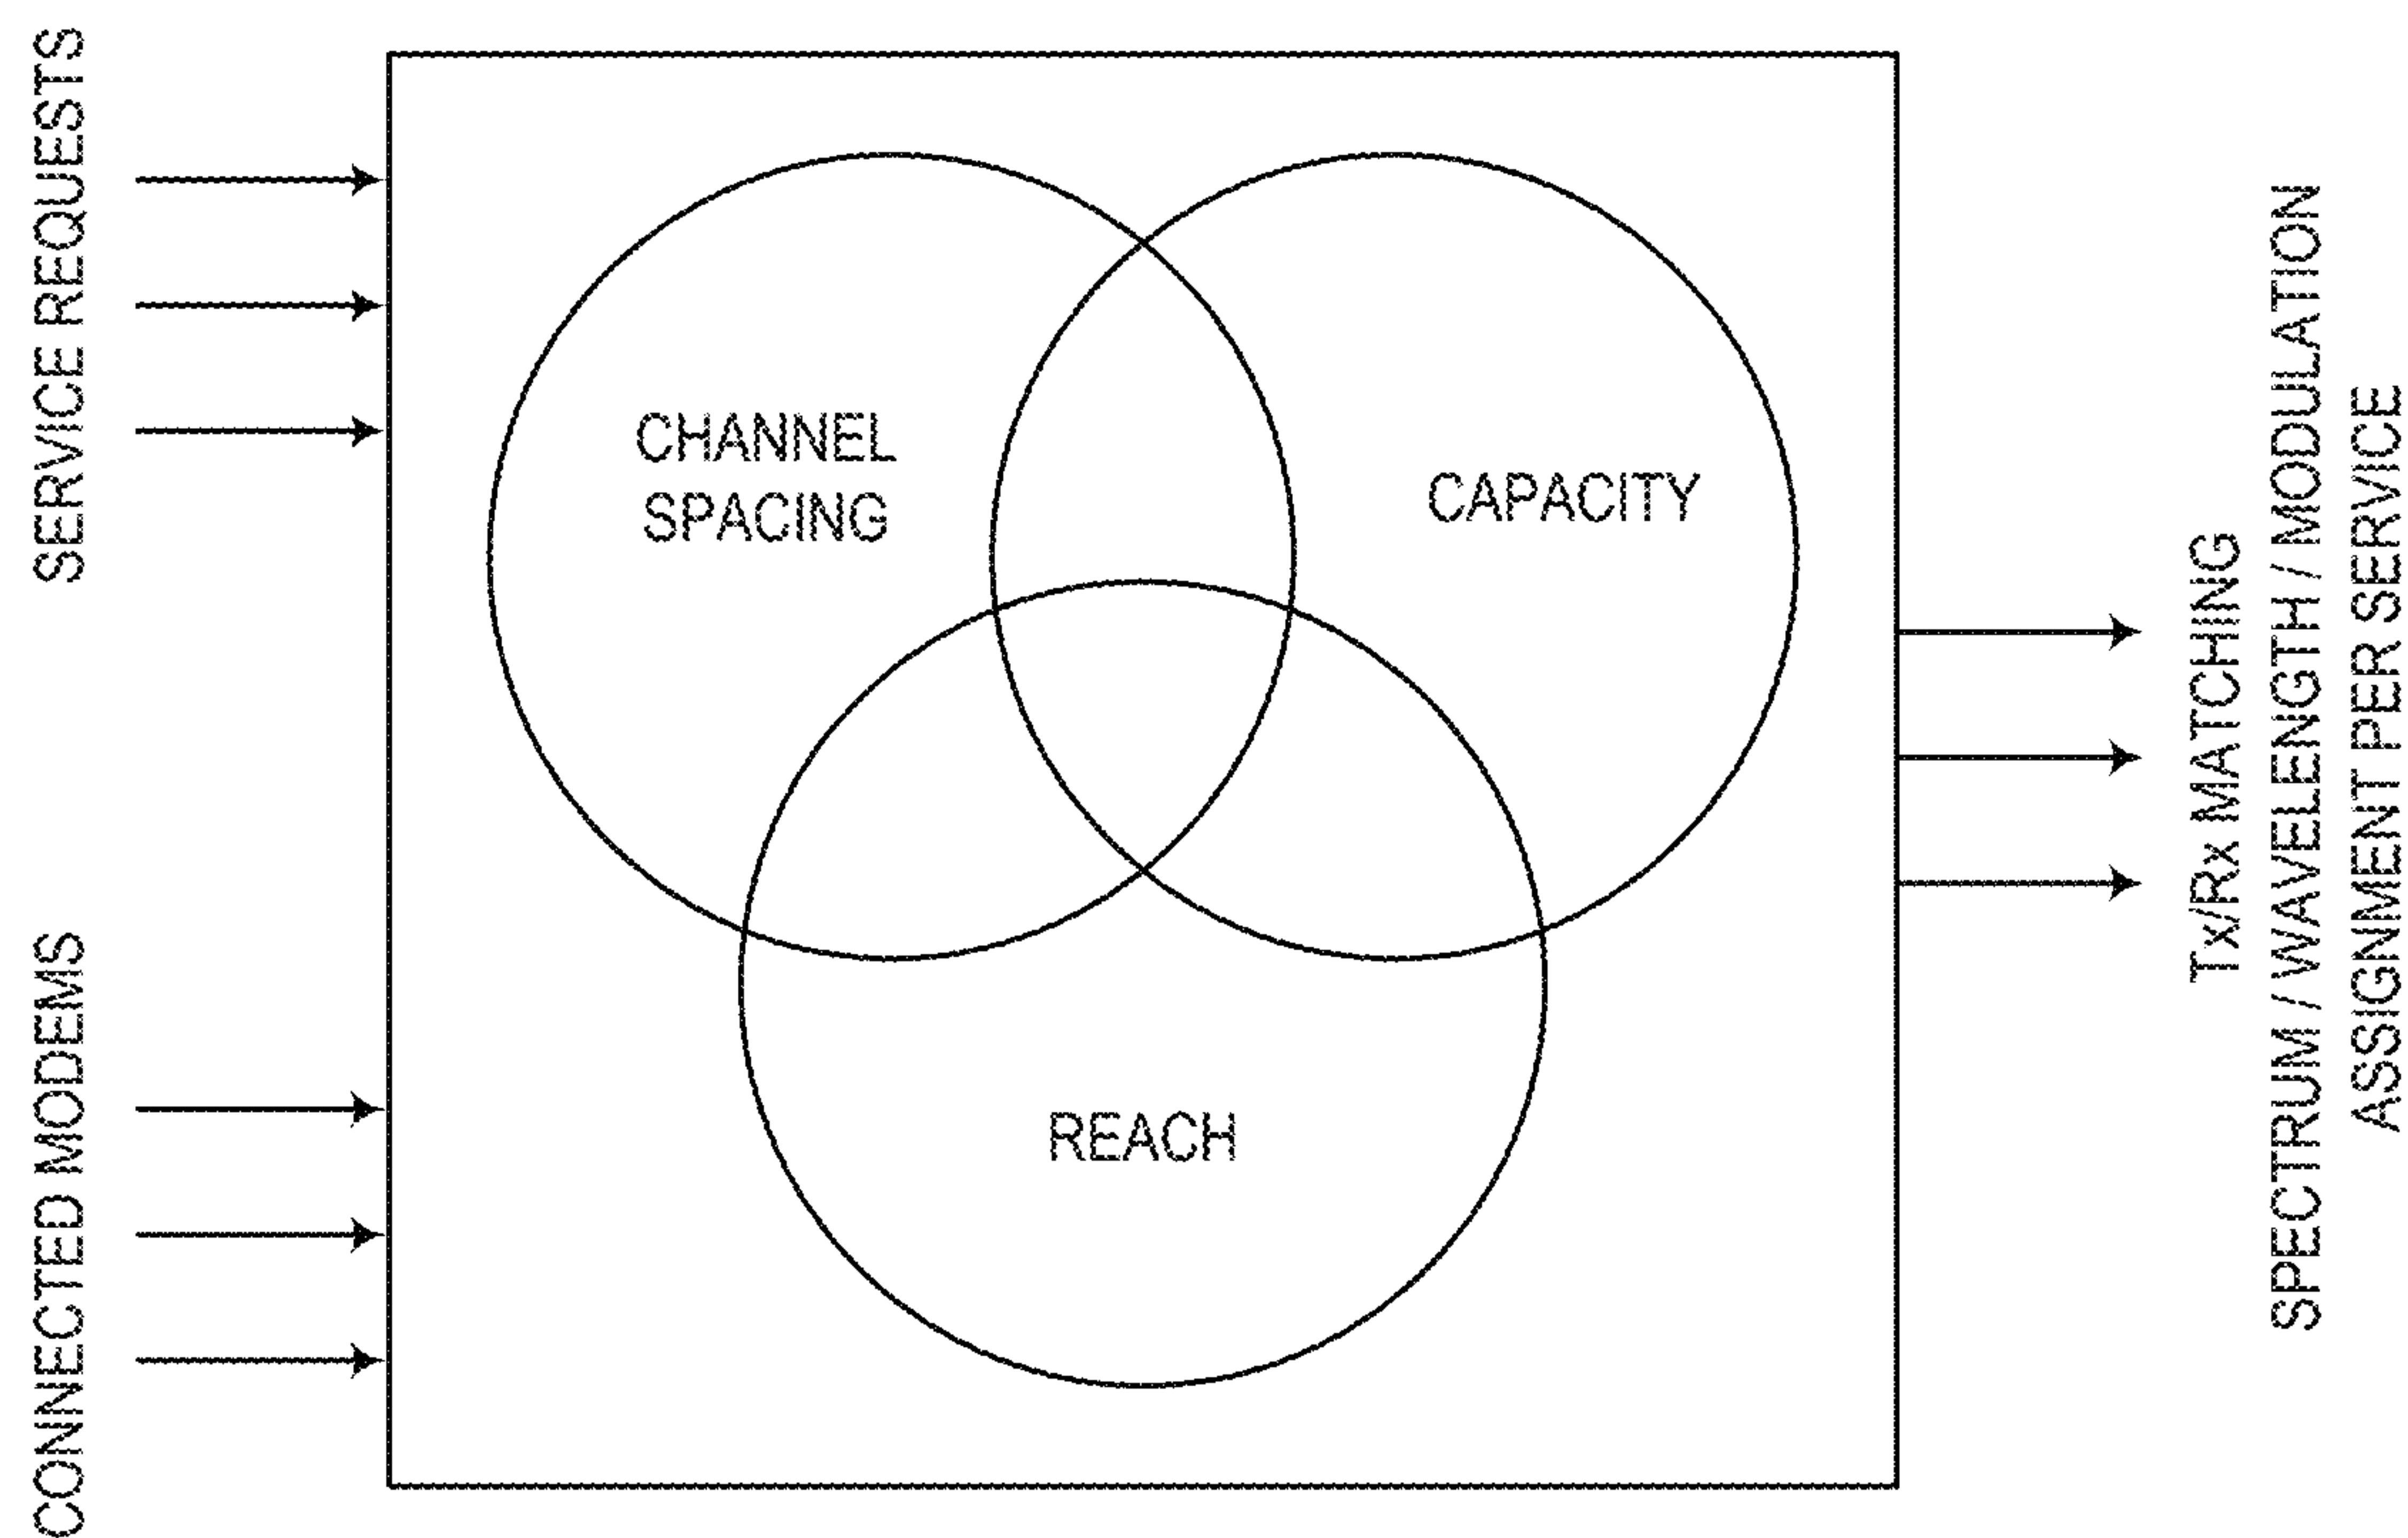 SERVICE REQUESTS
CONNECTED MODEMS
CHANNEL
SPACING
CAPACITY
REACH
Tx/Rx MATCHING
SPECTRUM / WAVELENGTH / MODULATION
ASSIGNMENT PER SERVICE